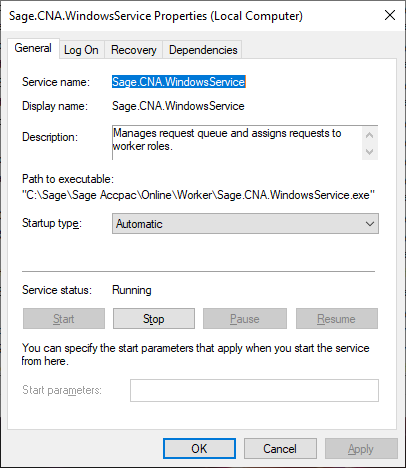 Sage.CNA.WindowsService Properties (Local Computer)
General Log On Recovery Dependencies
Service name: Sage.CNA.WindowsService
Display name: Sage.CNA.WindowsService
Description: Manages request queue and assigns requests to
worker roles.
Path to executable:
"C:\Sage\Sage Accpac\Online\Worker\Sage.CNA.WindowsService.exe"
Startup type: Automatic
Service status: Running
Start Stop Pause Resume
You can specify the start parameters that apply when you start the service
from here.
Start parameters:
OK Cancel Apply